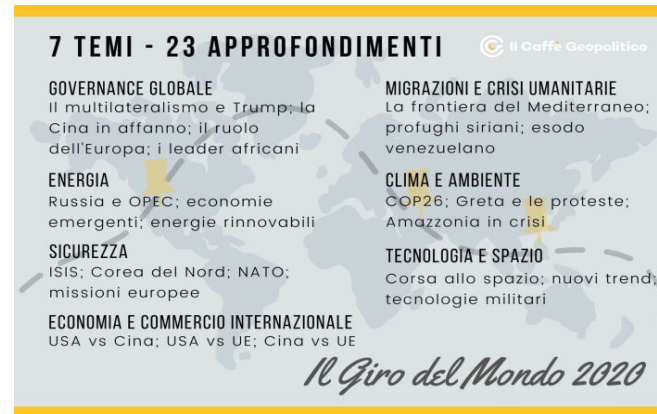 7 TEMI - 23 APPROFONDIMENTI
Il Caffè Geopolitico
GOVERNANCE GLOBALE
Il multilateralismo e Trump; la
Cina in affanno; il ruolo
dell'Europa; i leader africani
ENERGIA
Russia e OPEC; economie
emergenti; energie rinnovabili
SICUREZZA
ISIS; Corea del Nord; NATO;
missioni europee
ECONOMIA E COMMERCIO INTERNAZIONALE
USA vs Cina; USA vs UE; Cina vs UE
MIGRAZIONI E CRISI UMANITARIE
La frontiera del Mediterraneo;
profughi siriani; esodo
venezuelano
CLIMA E AMBIENTE
COP26; Greta e le proteste;
Amazzonia in crisi
TECNOLOGIA E SPAZIO
Corsa allo spazio; nuovi trend;
tecnologie militari
Il Giro del Mondo 2020